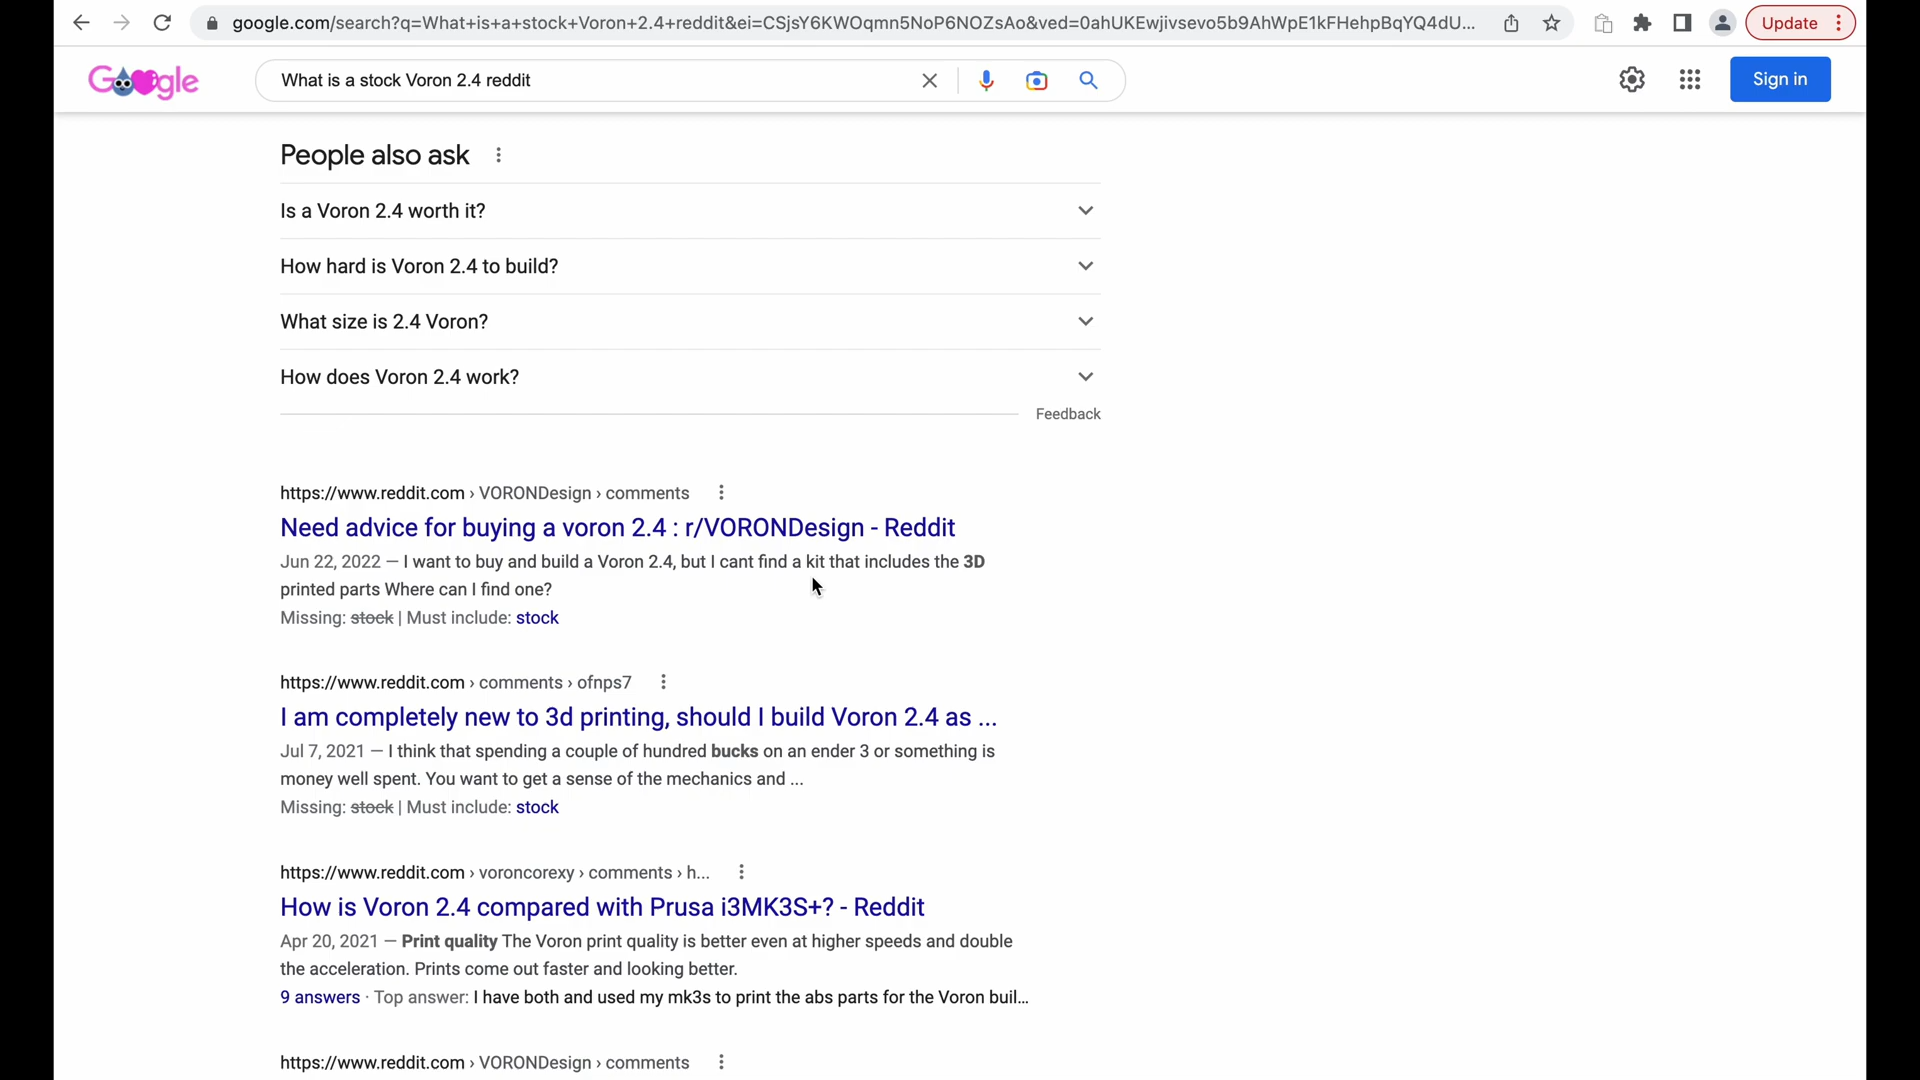 google.com/search?q=What+is+a+stock+Voron+2.4+reddit&ei=CSjsY6KWOqmn5NoP6NOZsAo&ved=0ahUKEwjivsevo5b9AhWpE1kFHehpBqYQ4dU...
Update
Google
What is a stock Voron 2.4 reddit
Sign in
People also ask
Is a Voron 2.4 worth it?
How hard is Voron 2.4 to build?
What size is 2.4 Voron?
How does Voron 2.4 work?
Feedback
https://www.reddit.com › VORONDesign › comments
Need advice for buying a voron 2.4 : r/VORONDesign - Reddit
Jun 22, 2022 — I want to buy and build a Voron 2.4, but I cant find a kit that includes the 3D
printed parts Where can I find one?
Missing: stock | Must include: stock
https://www.reddit.com › comments › ofnps7
I am completely new to 3d printing, should I build Voron 2.4 as ...
Jul 7, 2021 — I think that spending a couple of hundred bucks on an ender 3 or something is
money well spent. You want to get a sense of the mechanics and ...
Missing: stock | Must include: stock
https://www.reddit.com › voroncorexy › comments › h...
How is Voron 2.4 compared with Prusa i3MK3S+? - Reddit
Apr 20, 2021 — Print quality The Voron print quality is better even at higher speeds and double
the acceleration. Prints come out faster and looking better.
9 answers · Top answer: I have both and used my mk3s to print the abs parts for the Voron buil...
https://www.reddit.com › VORONDesign › comments